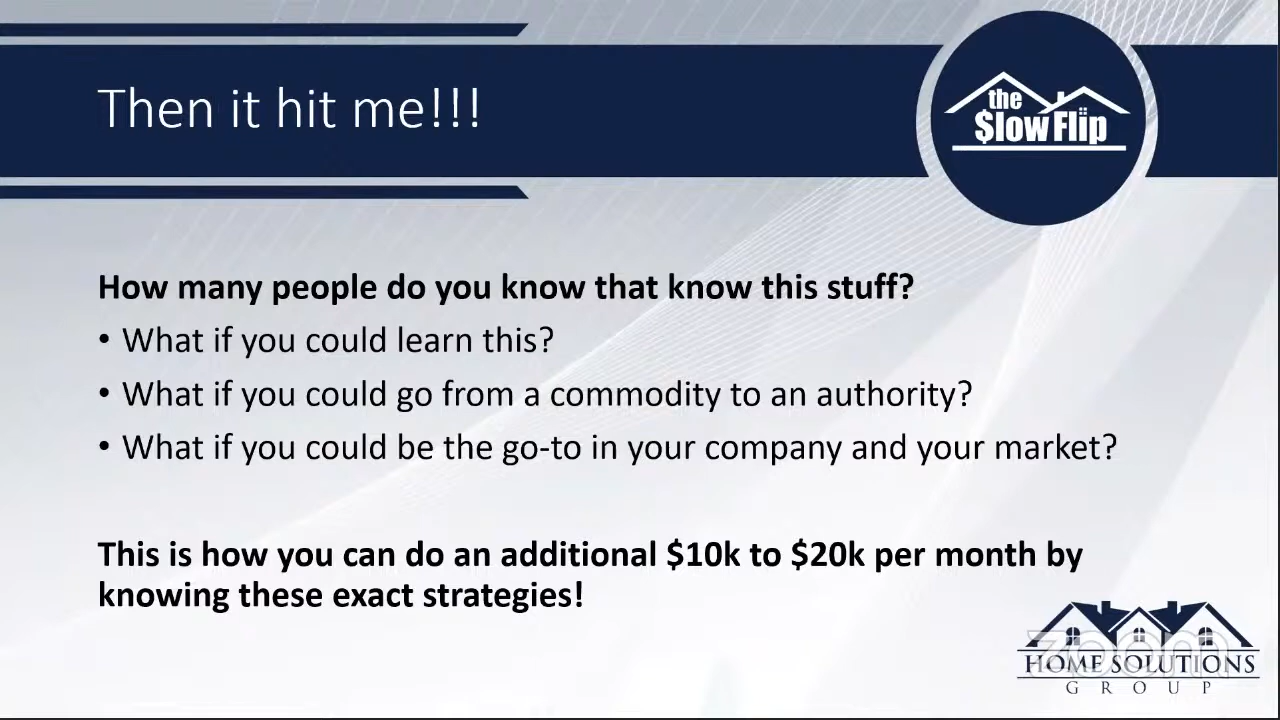 Then it hit me!!!
the
$low Flip
How many people do you know that know this stuff?
• What if you could learn this?
• What if you could go from a commodity to an authority?
• What if you could be the go-to in your company and your market?
This is how you can do an additional $10k to $20k per month by
knowing these exact strategies!
zoom
HOME SOLUTIONS
GROUP